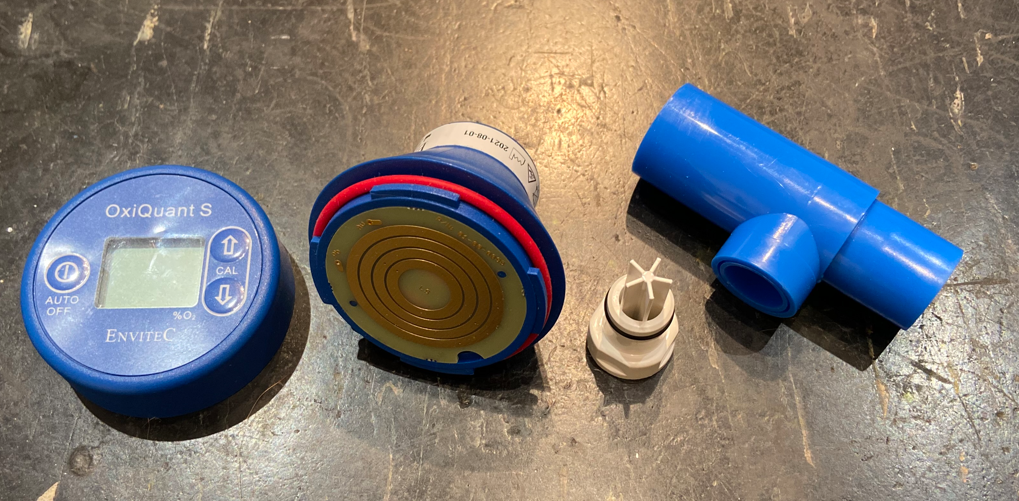 OxiQuant S
CAL
AUTO
OFF
%O₂
ENVITEC
2021-08-01